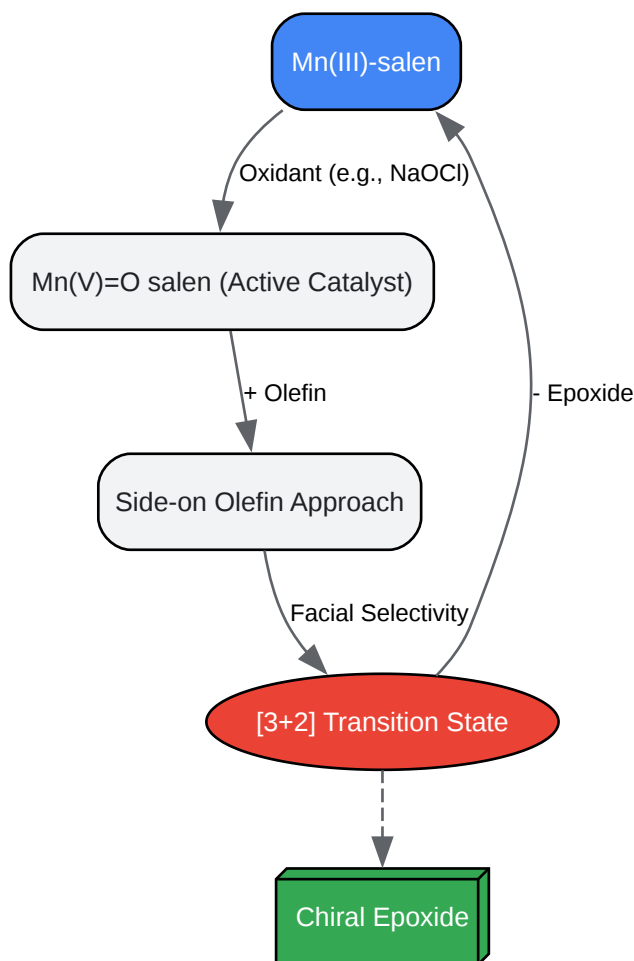 Mn(III)-salen
Oxidant (e.g., NaOCl)
Mn(V)=O salen (Active Catalyst)
+ Olefin
- Epoxide
Side-on Olefin Approach
Facial Selectivity
[3+2] Transition State
Chiral Epoxide